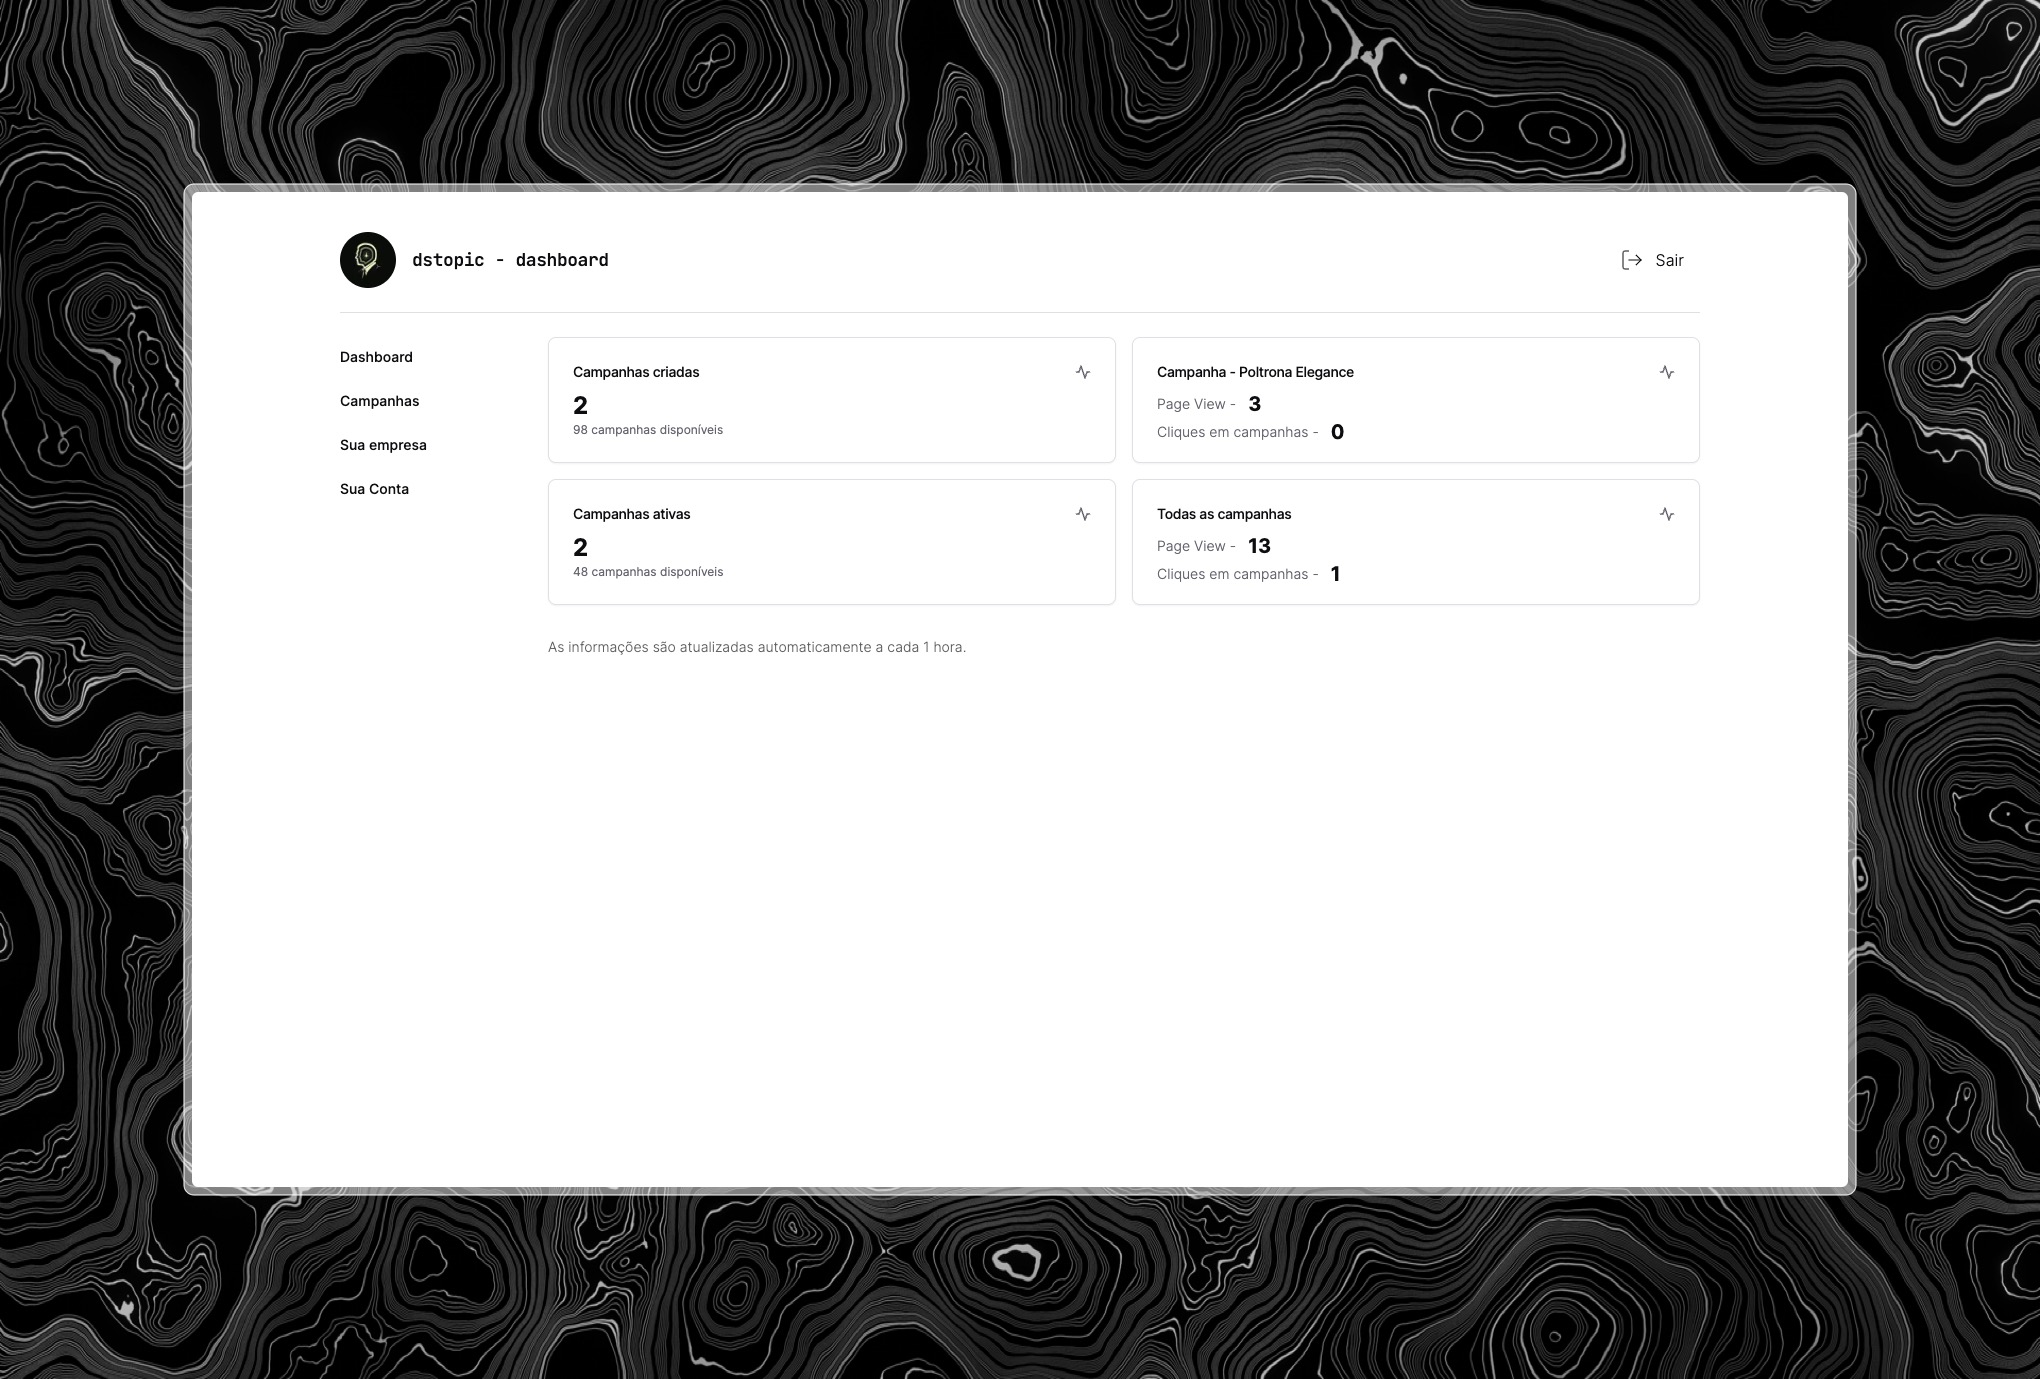 dstopic - dashboard
Sair
Dashboard
Campanhas
Sua empresa
Sua Conta
Campanhas criadas
2
98 campanhas disponíveis
Campanha - Poltrona Elegance
Page View - 3
Cliques em campanhas - 0
Campanhas ativas
2
48 campanhas disponíveis
Todas as campanhas
Page View - 13
Cliques em campanhas - 1
As informações são atualizadas automaticamente a cada 1 hora.